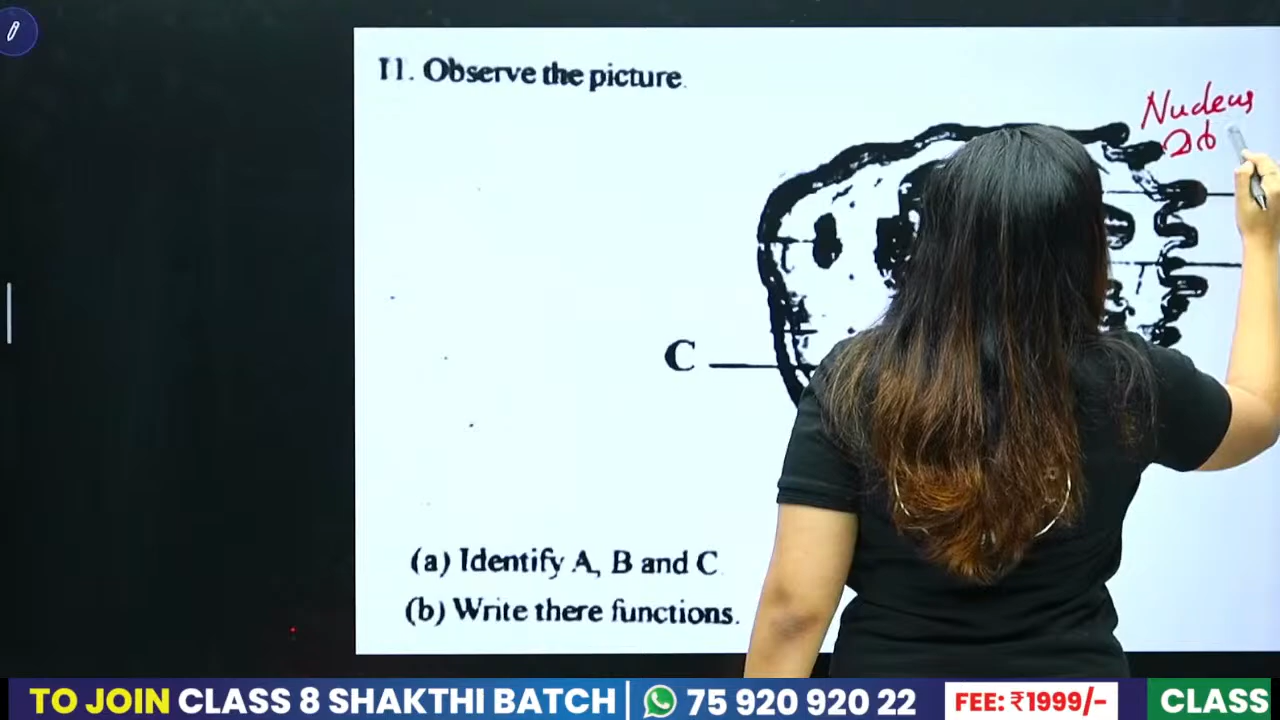 11. Observe the picture.
Nucleus
മർ
C
(a) Identify A, B and C
(b) Write there functions.
TO JOIN CLASS 8 SHAKTHI BATCH 75 920 920 22 FEE: ₹1999/- CLASS